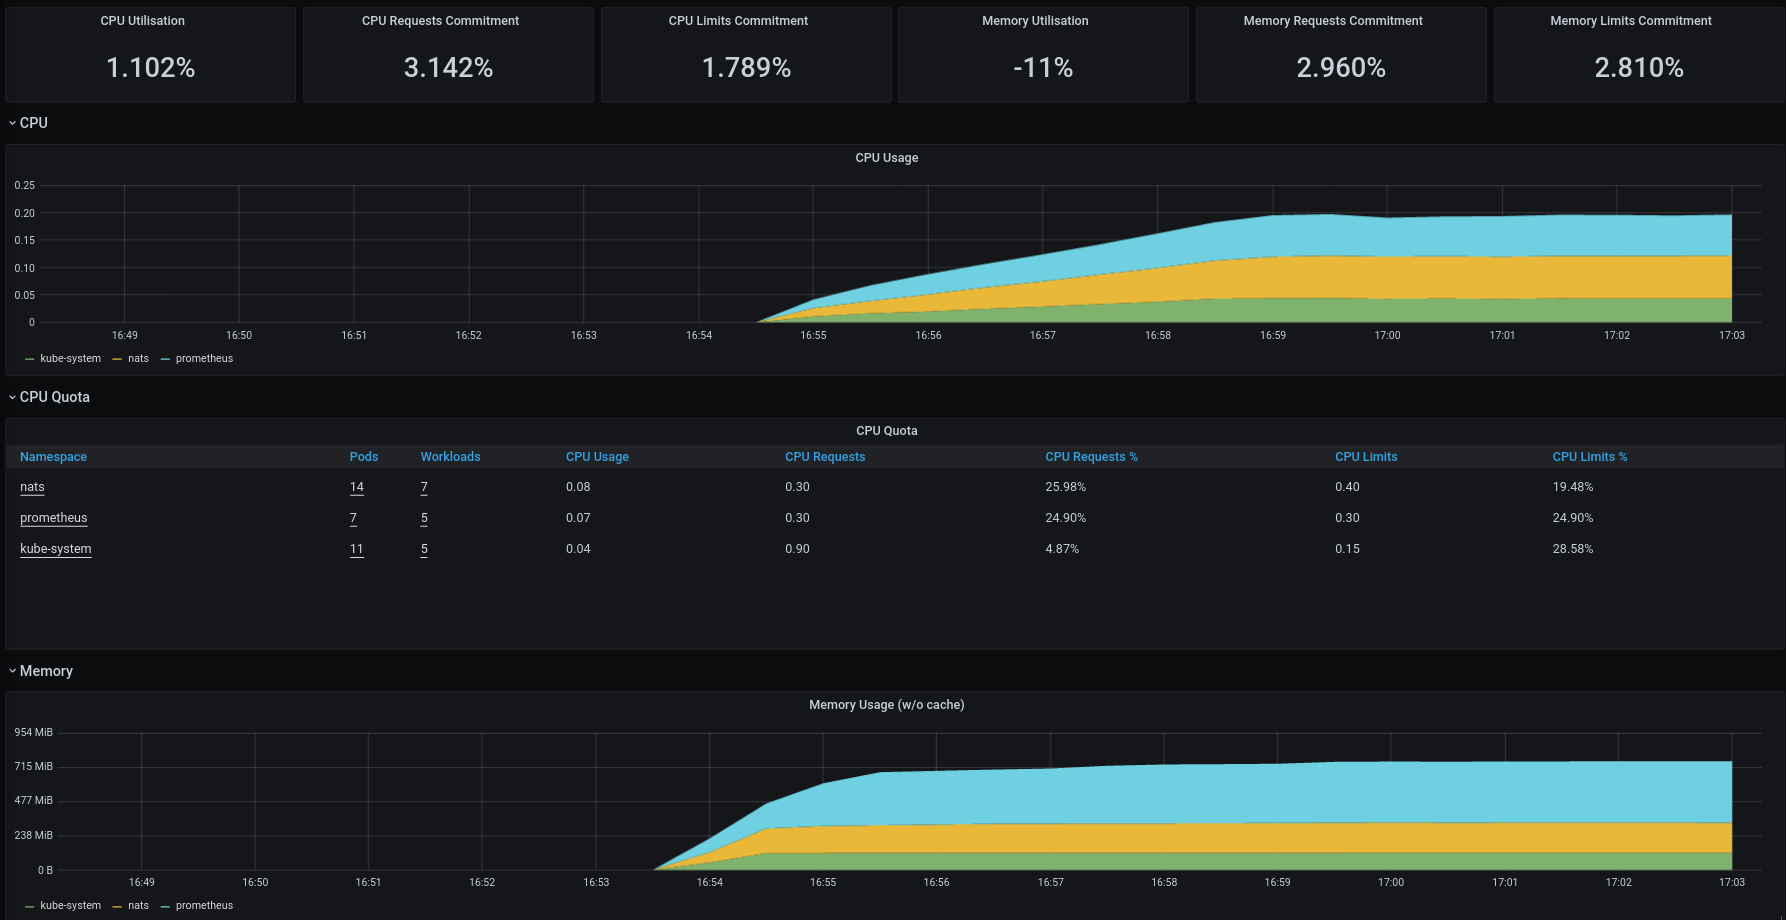 CPU Utilisation CPU Requests Commitment CPU Limits Commitment Memory Utilisation Memory Requests Commitment Memory Limits Commitment
1.102% 3.142% 1.789% -11% 2.960% 2.810%
CPU
CPU Usage
0.25
0.20
0.15
0.10
0.05
0
16:49 16:50 16:51 16:52 16:53 16:54 16:55 16:56 16:57 16:58 16:59 17:00 17:01 17:02 17:03
kube-system nats prometheus
CPU Quota
CPU Quota
Namespace Pods Workloads CPU Usage CPU Requests CPU Requests % CPU Limits CPU Limits %
nats 14 7 0.08 0.30 25.98% 0.40 19.48%
prometheus 7 5 0.07 0.30 24.90% 0.30 24.90%
kube-system 11 5 0.04 0.90 4.87% 0.15 28.58%
Memory
Memory Usage (w/o cache)
954 MiB
715 MiB
477 MiB
238 MiB
0 B
16:49 16:50 16:51 16:52 16:53 16:54 16:55 16:56 16:57 16:58 16:59 17:00 17:01 17:02 17:03
kube-system nats prometheus